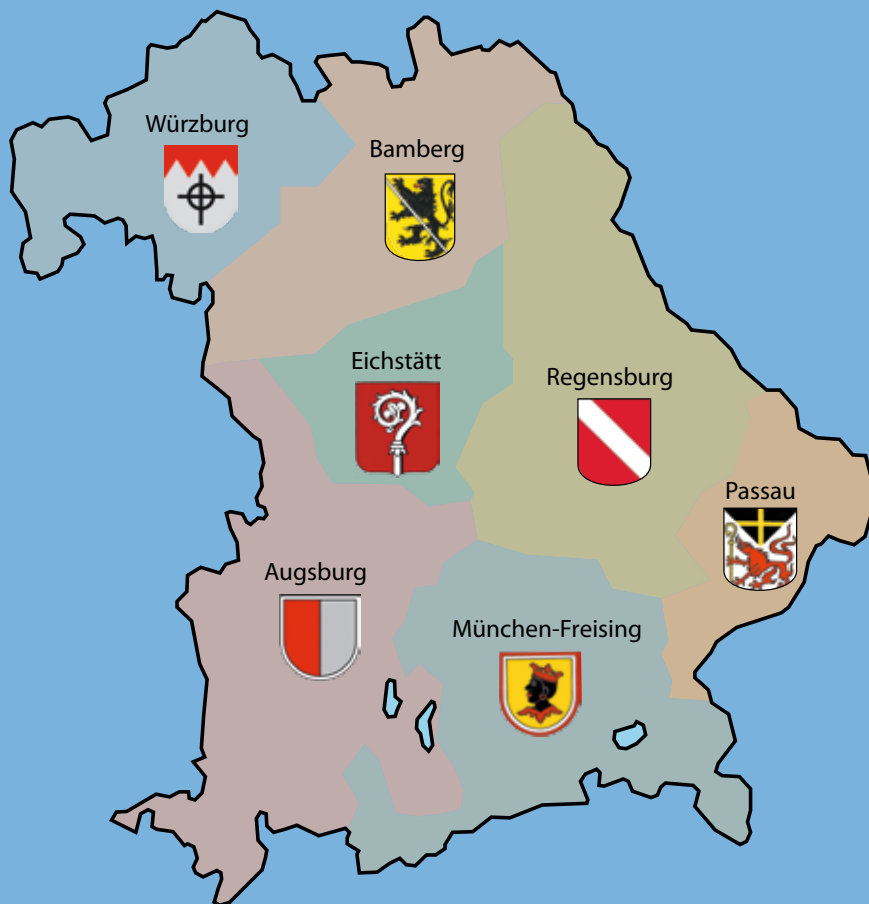 Würzburg
Bamberg
Eichstätt
Regensburg
Passau
Augsburg
München-Freising